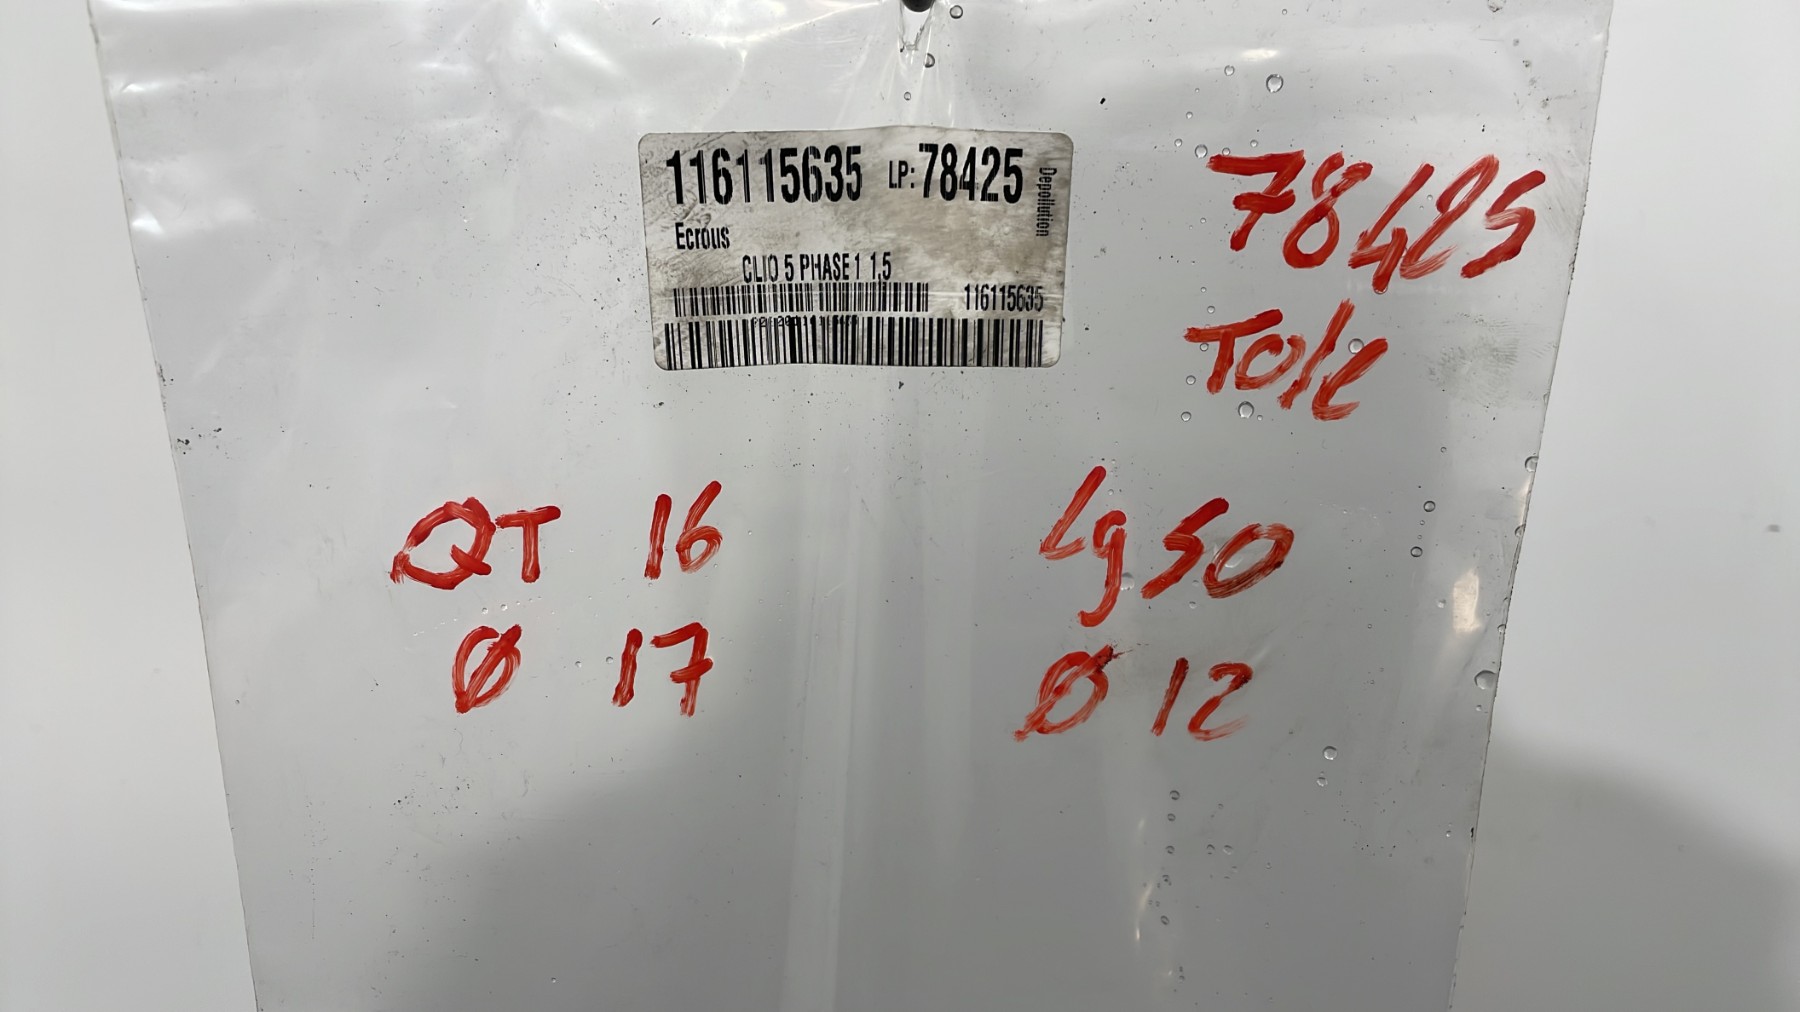 116115635 LP: 78425
Depollution
Ecrous
CLIO 5 PHASE 1 1,5
116115635
78425
Tole
QT 16
Ø 17
Lg 50
Ø 12